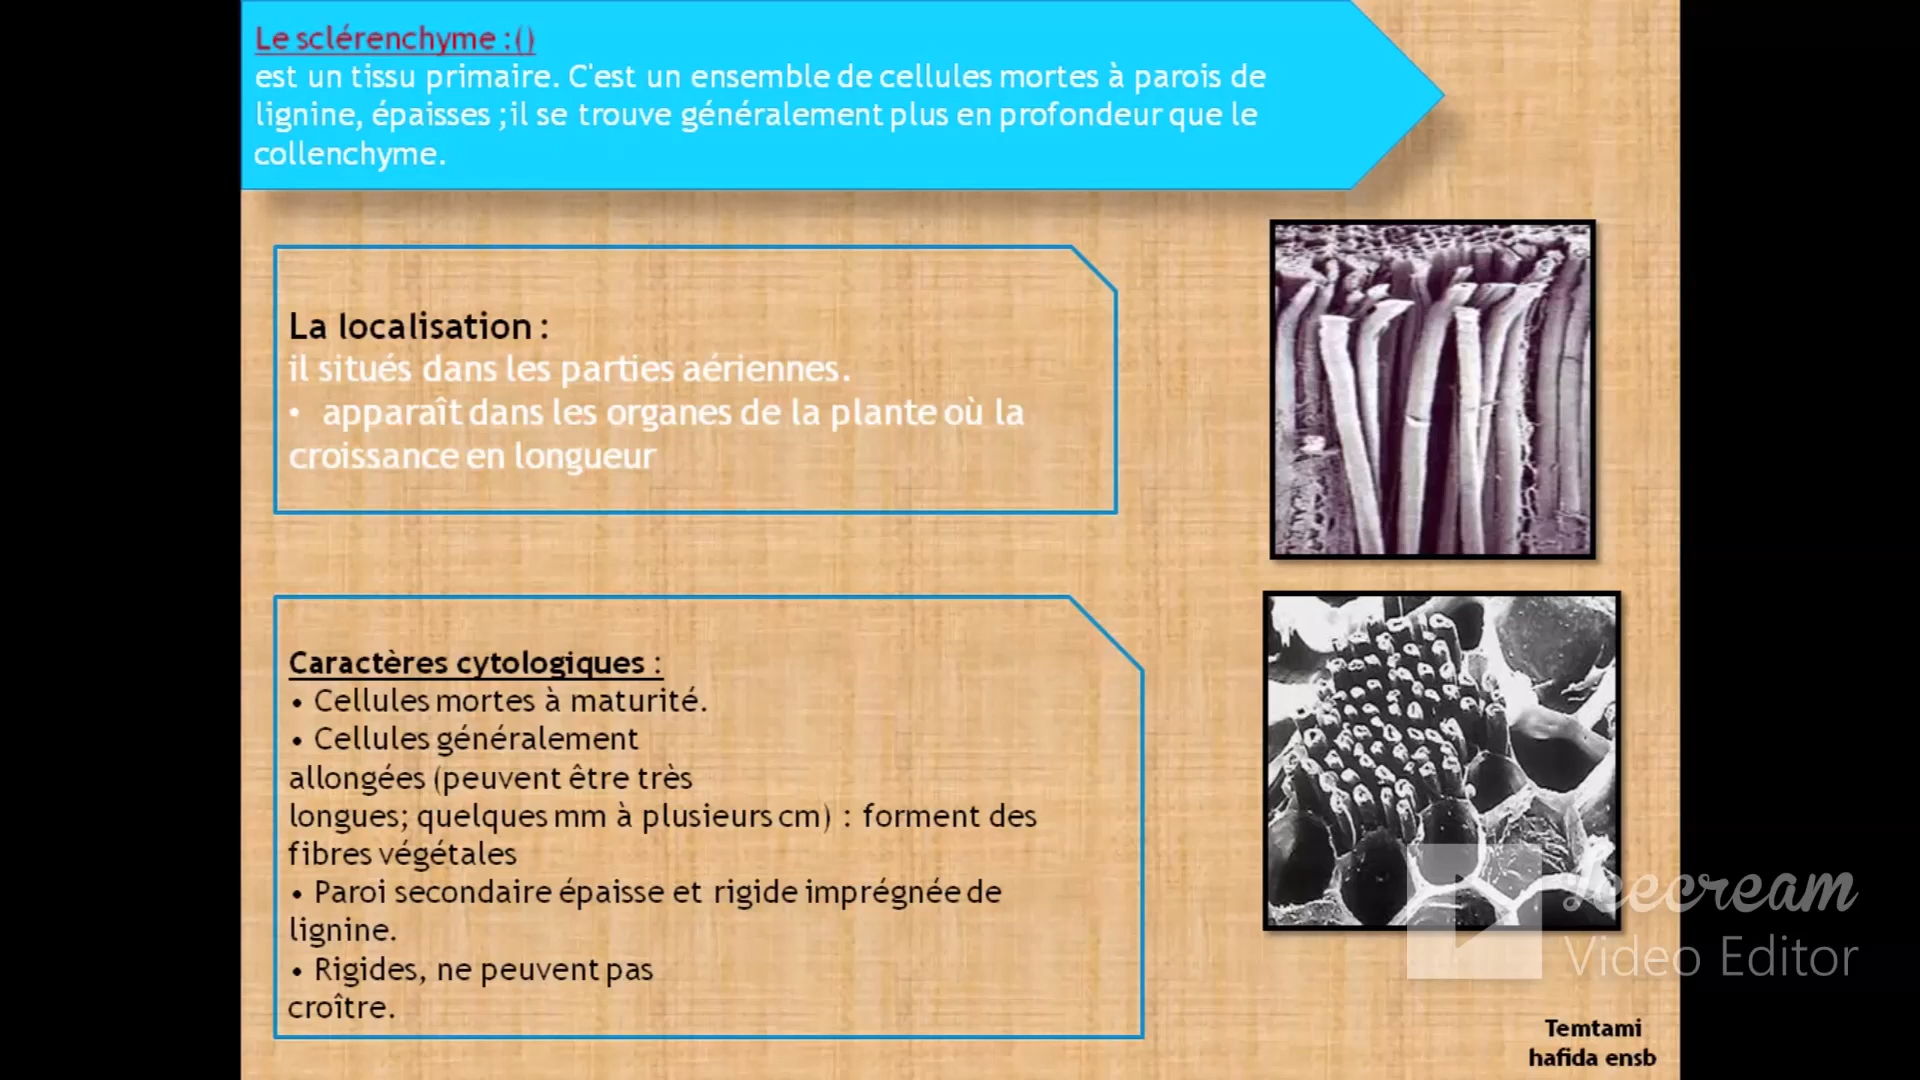 Le sclérenchyme :()
est un tissu primaire. C'est un ensemble de cellules mortes à parois de
lignine, épaisses ;il se trouve généralement plus en profondeur que le
collenchyme.
La localisation :
il situés dans les parties aériennes.
• apparaît dans les organes de la plante où la
croissance en longueur
Caractères cytologiques :
• Cellules mortes à maturité.
• Cellules généralement
allongées (peuvent être très
longues; quelques mm à plusieurs cm) : forment des
fibres végétales
• Paroi secondaire épaisse et rigide imprégnée de
lignine.
• Rigides, ne peuvent pas
croître.
Icecream
Video Editor
Temtami
hafida ensb